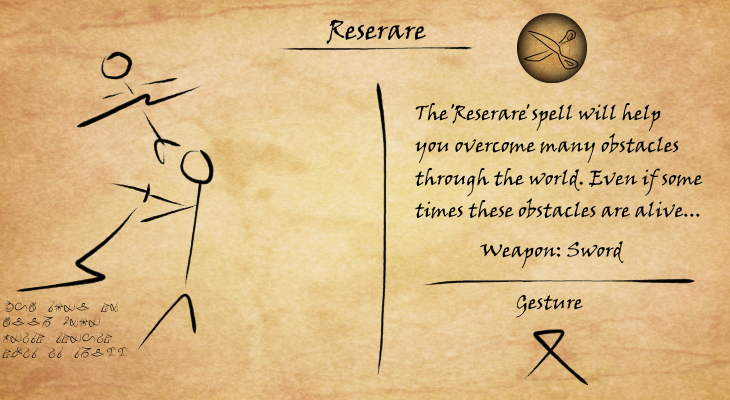 Reserare
The 'Reserare' spell will help
you overcome many obstacles
through the world. Even if some
times these obstacles are alive...
Weapon: Sword
Gesture